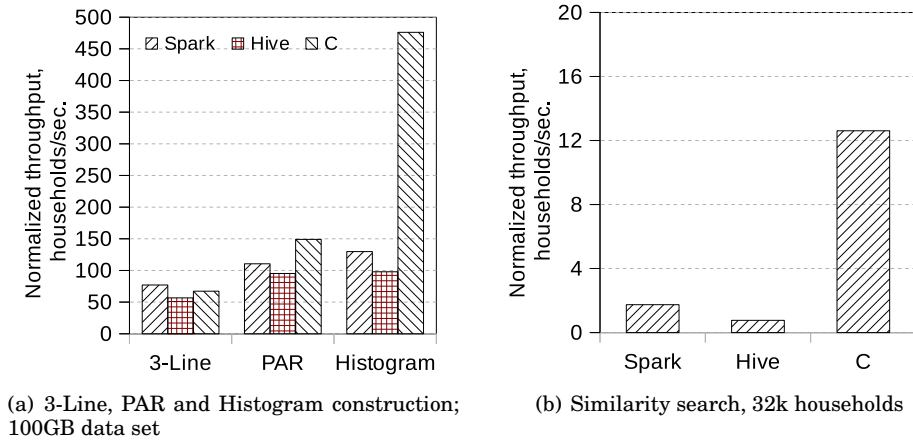 Normalized throughput,
households/sec.
500
450
400
350
300
250
200
150
100
50
0
Spark Hive C
3-Line PAR Histogram
(a) 3-Line, PAR and Histogram construction;
100GB data set
Normalized throughput,
households/sec.
20
16
12
8
4
0
Spark Hive C
(b) Similarity search, 32k households